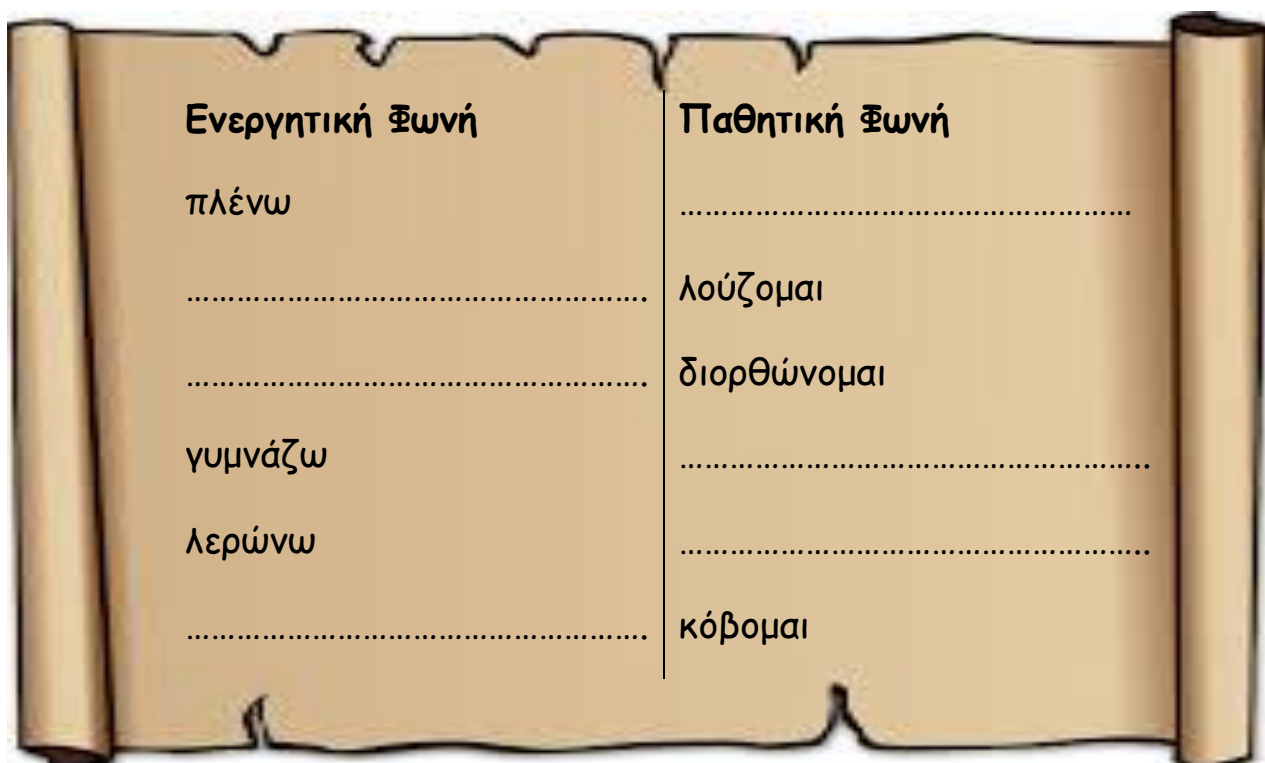 Ενεργητική Φωνή Παθητική Φωνή
πλένω ………………………………………………
………………………………………………. λούζομαι
………………………………………………. διορθώνομαι
γυμνάζω ………………………………………………..
λερώνω ………………………………………………..
………………………………………………. κόβομαι